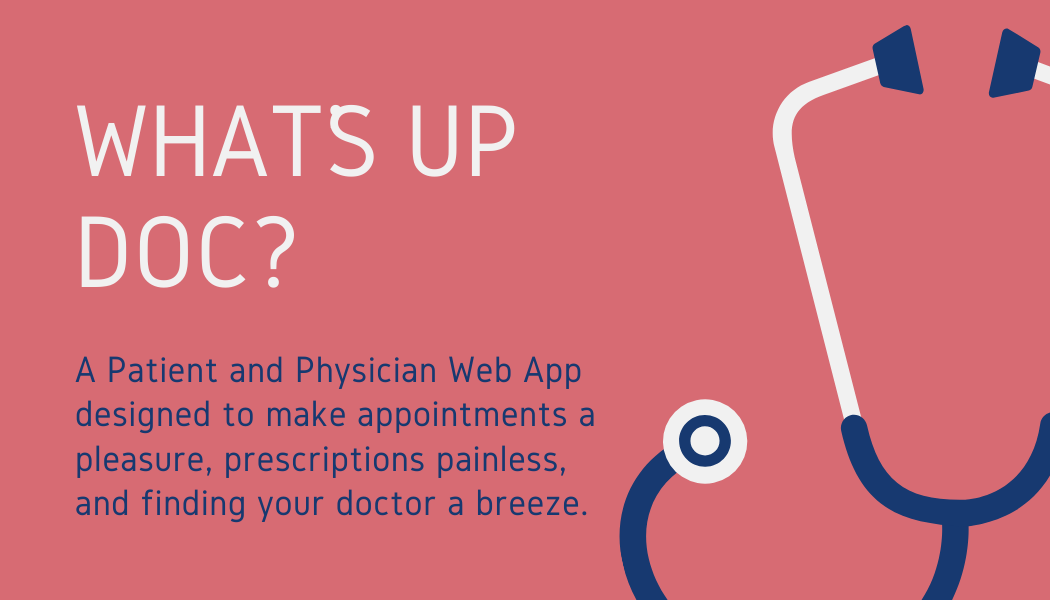 WHAT'S UP
DOC?
A Patient and Physician Web App
designed to make appointments a
pleasure, prescriptions painless,
and finding your doctor a breeze.